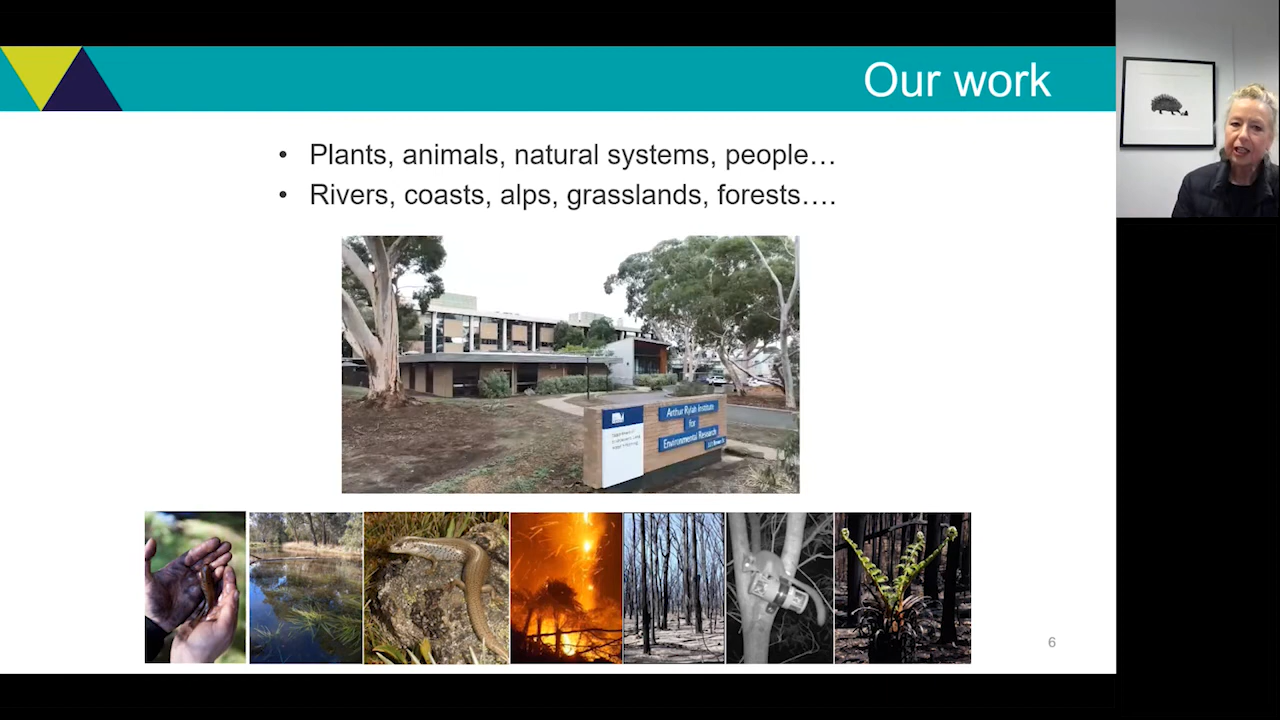 Our work
• Plants, animals, natural systems, people…
• Rivers, coasts, alps, grasslands, forests….
Arthur Rylah Institute
for
Environmental Research
6